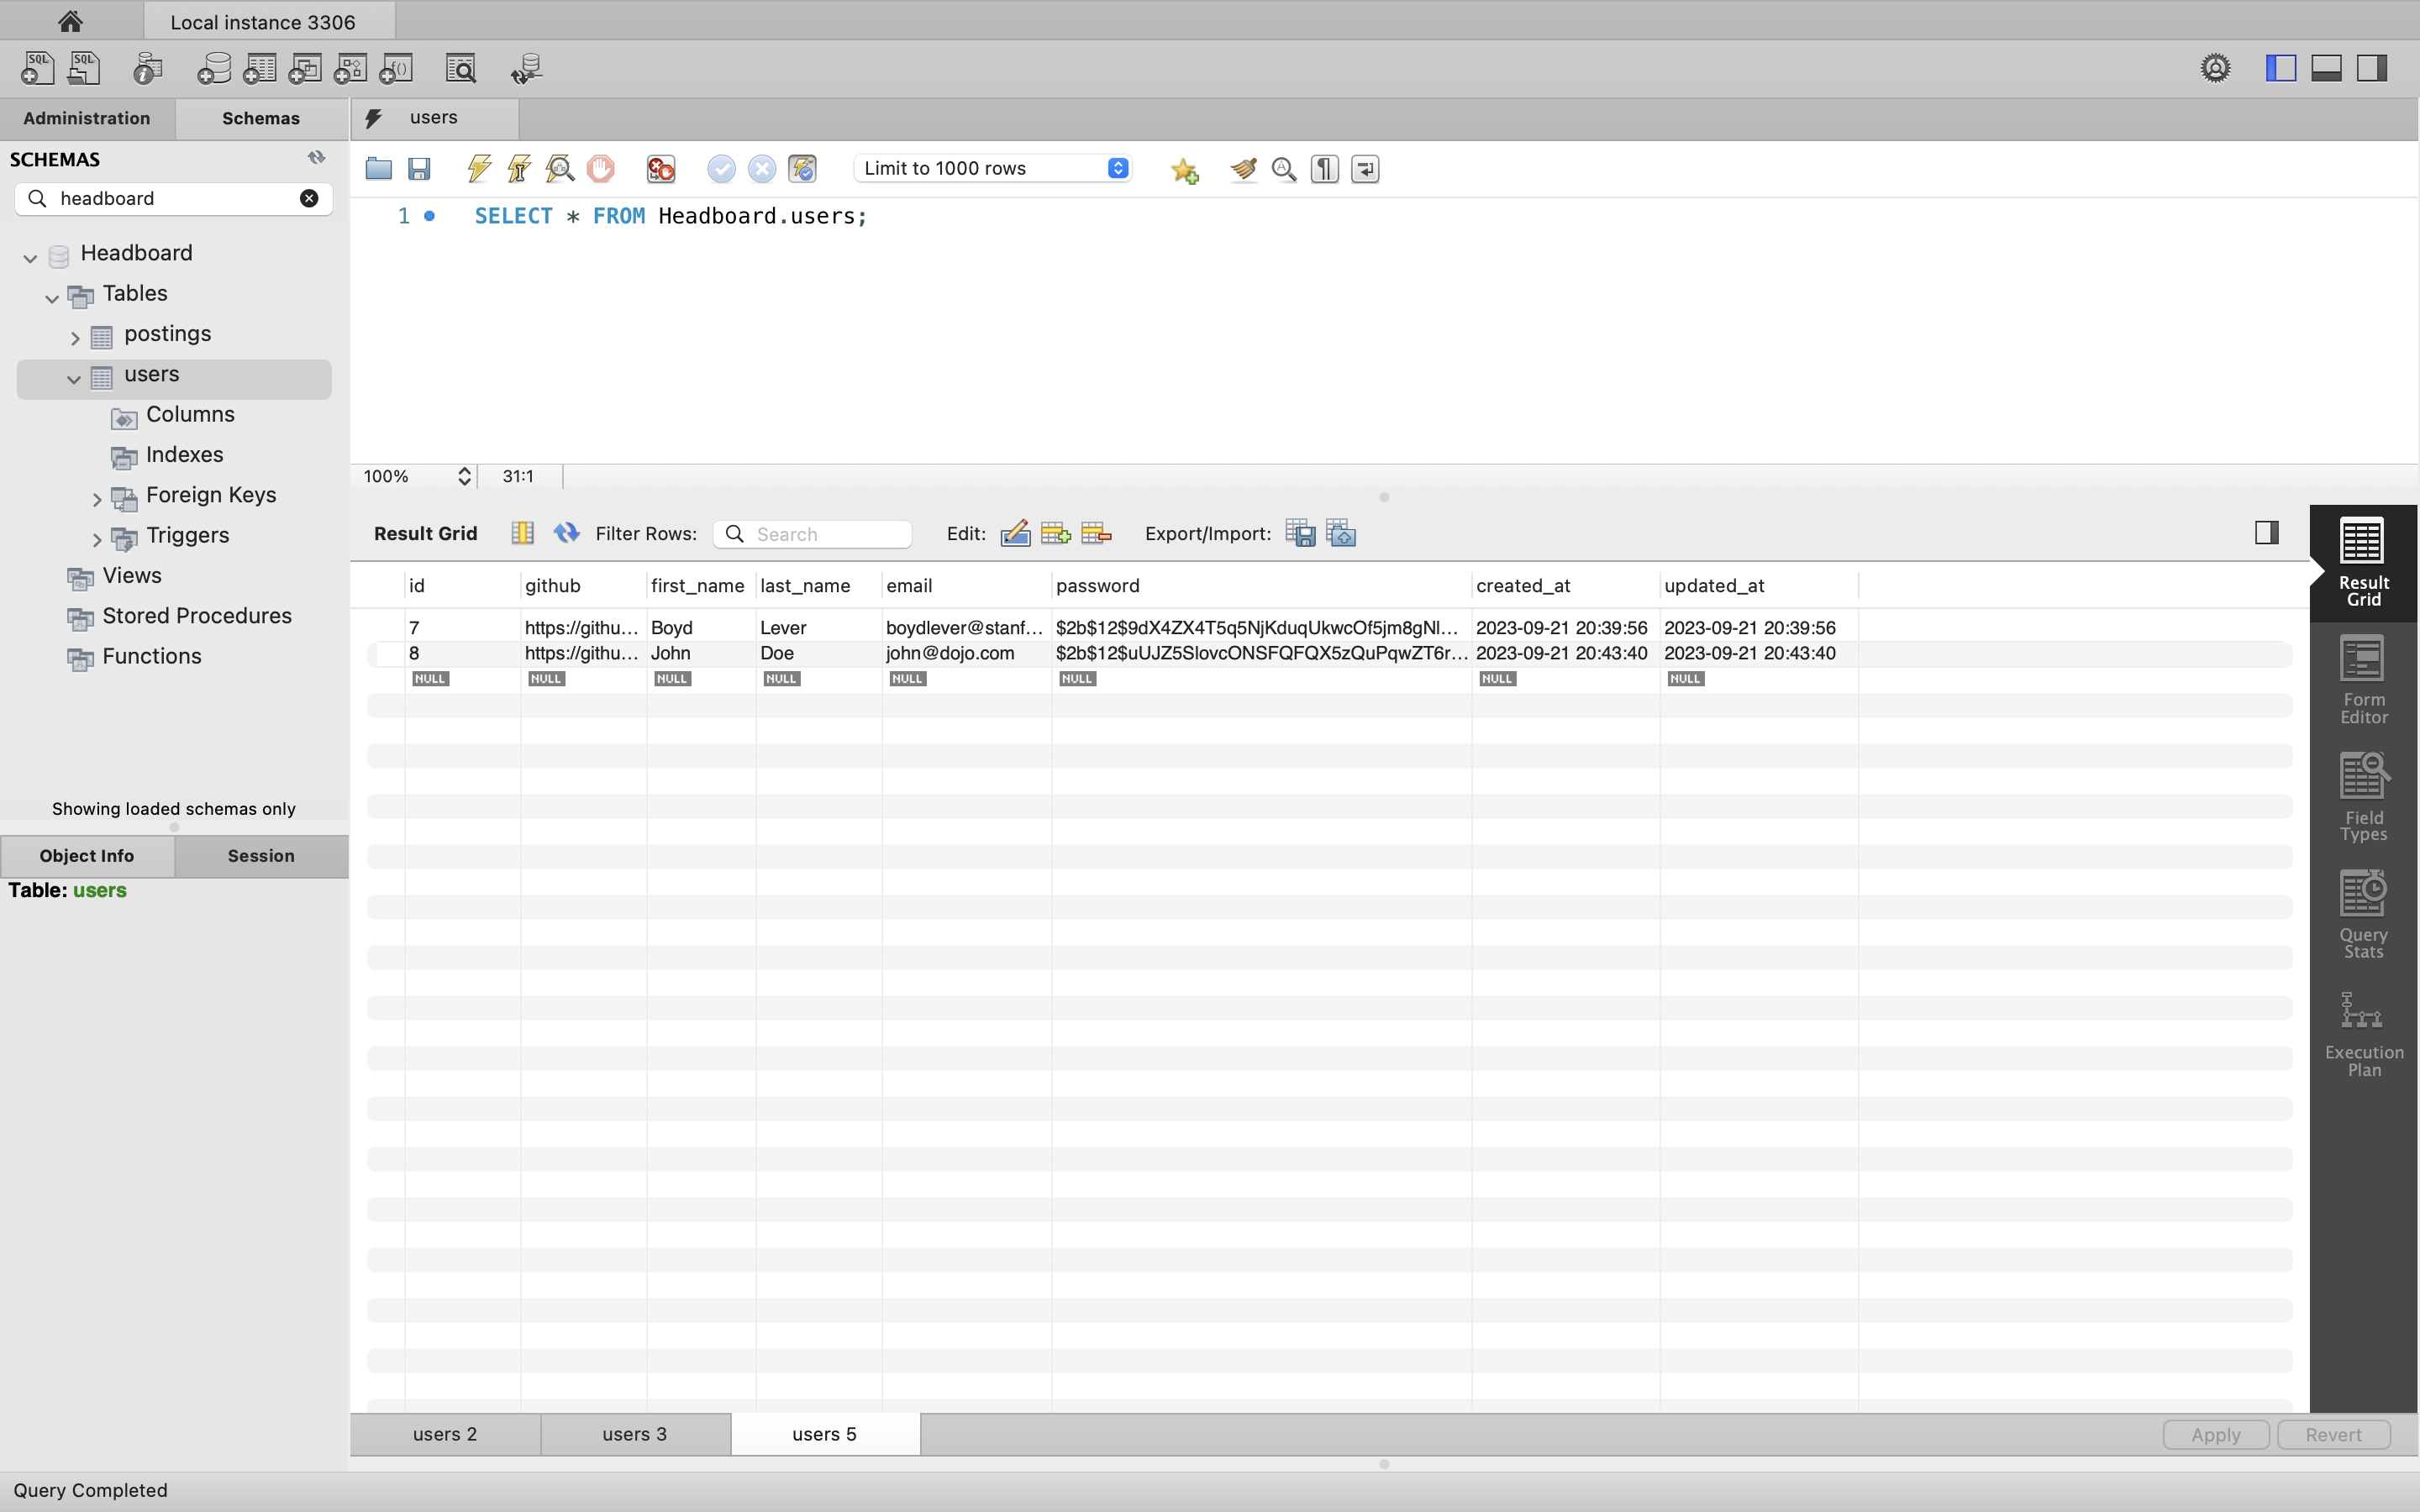 Local instance 3306
SQL SQL
Administration Schemas
users
SCHEMAS
headboard
Limit to 1000 rows
1 SELECT * FROM Headboard.users;
Headboard
Tables
postings
users
Columns
Indexes
Foreign Keys
Triggers
Views
Stored Procedures
Functions
Showing loaded schemas only
Object Info Session
Table: users
100% 31:1
Result Grid Filter Rows: Search Edit: Export/Import:
id github first_name last_name email password created_at updated_at
7 https://githu... Boyd Lever boydlever@stanf... $2b$12$9dX4ZX4T5q5NjKduqUkwcOf5jm8gNl... 2023-09-21 20:39:56 2023-09-21 20:39:56
8 https://githu... John Doe john@dojo.com $2b$12$uUJZ5SlovcONSFQFQX5zQuPqwZT6r... 2023-09-21 20:43:40 2023-09-21 20:43:40
NULL NULL NULL NULL NULL NULL NULL NULL
Result
Grid
Form
Editor
Field
Types
Query
Stats
Execution
Plan
users 2 users 3 users 5
Apply Revert
Query Completed